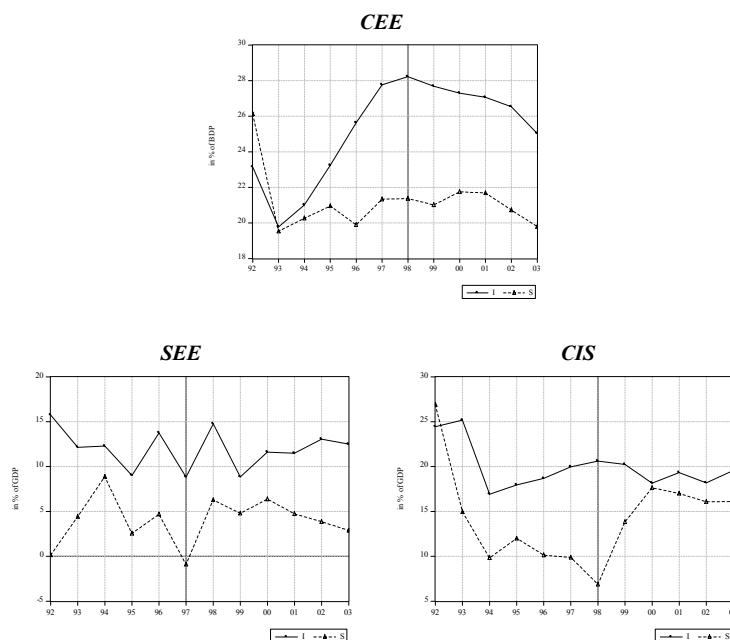 CEE
30
28
26
24
22
20
18
in % of BDP
92 93 94 95 96 97 98 99 00 01 02 03
I S
SEE
20
15
10
5
0
-5
in % of GDP
92 93 94 95 96 97 98 99 00 01 02 03
I S
CIS
30
25
20
15
10
5
in % of GDP
92 93 94 95 96 97 98 99 00 01 02
I S